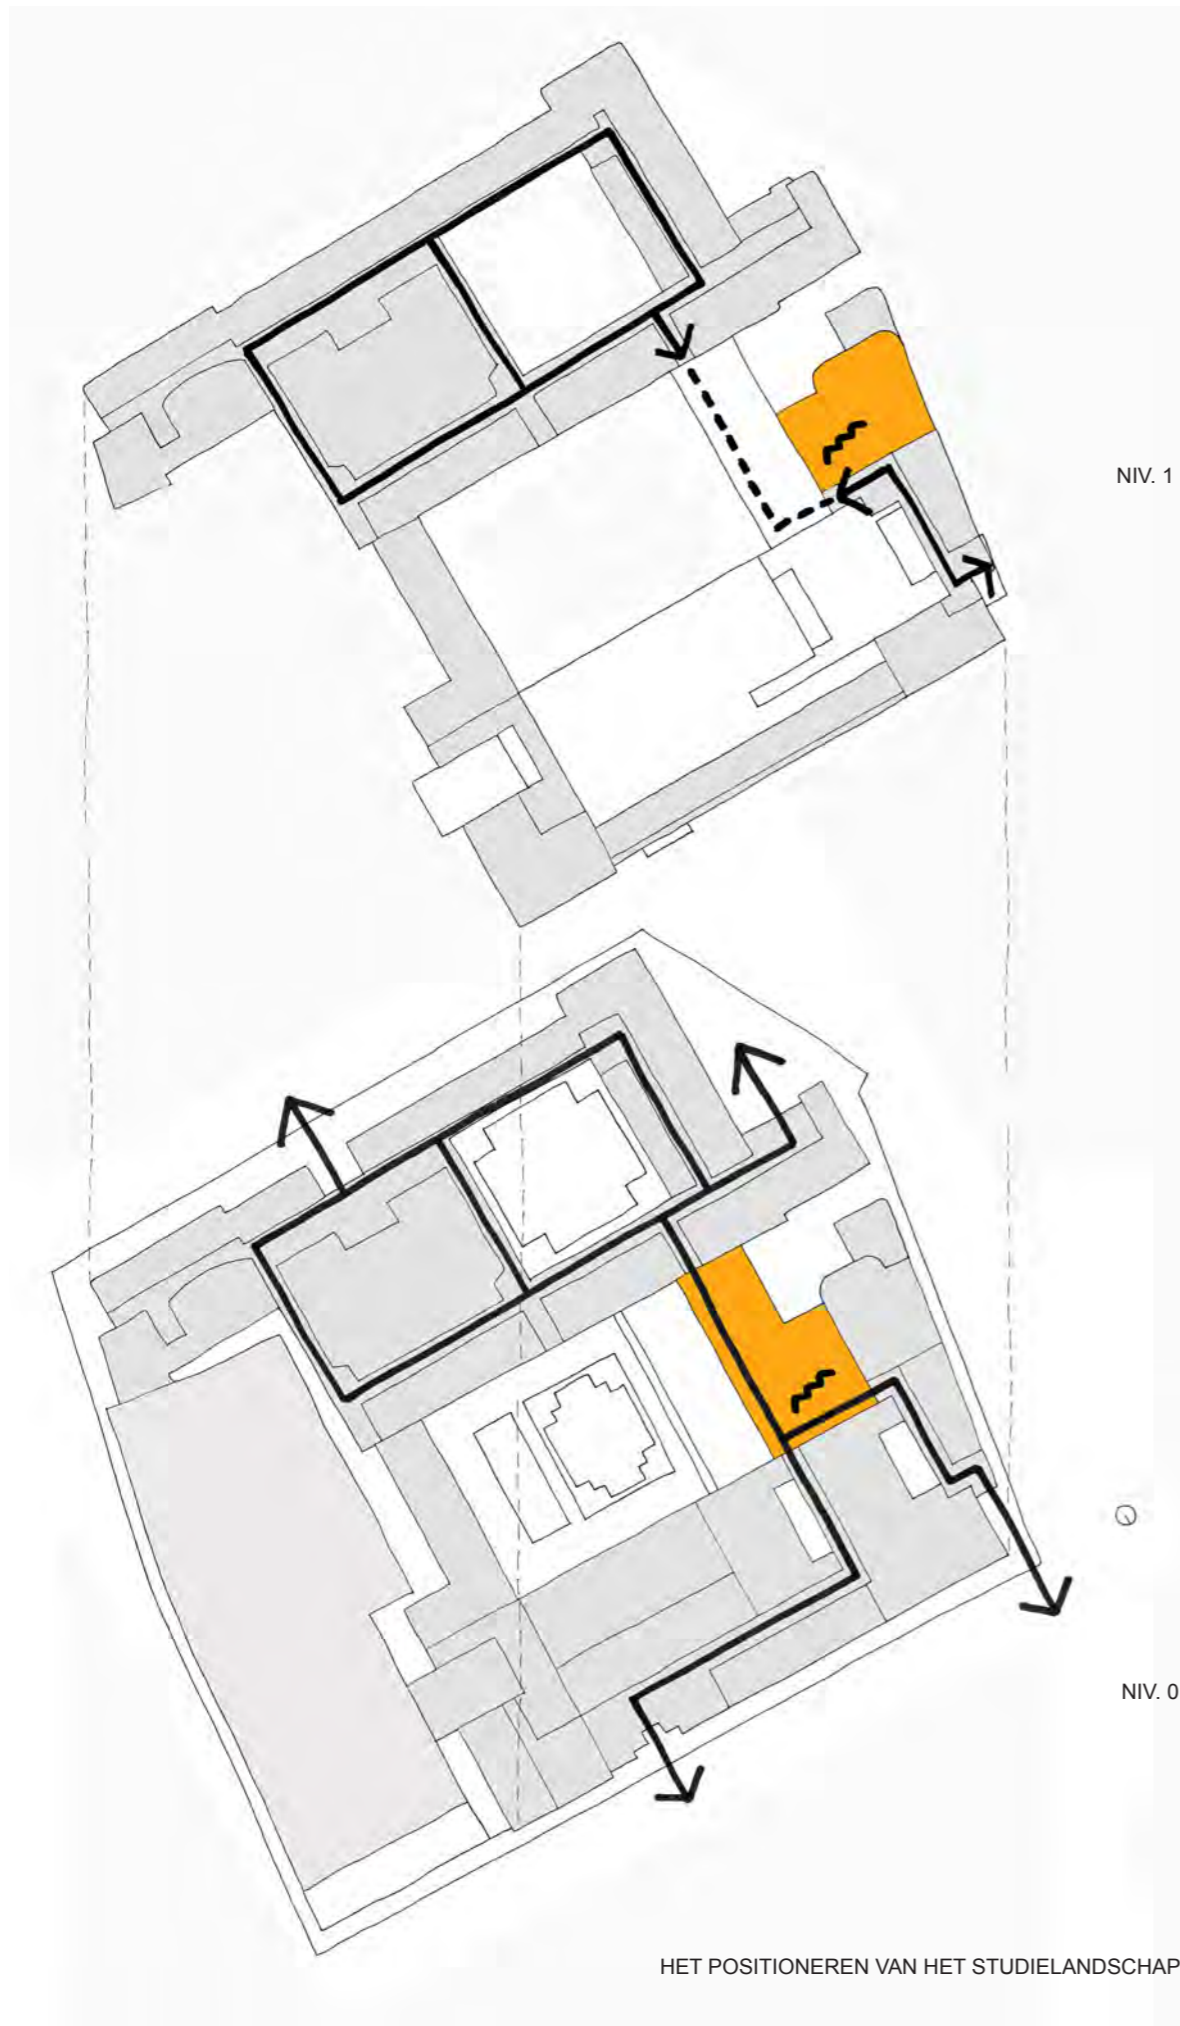 NIV. 1
NIV. 0
HET POSITIONEREN VAN HET STUDIELANDSCHAP